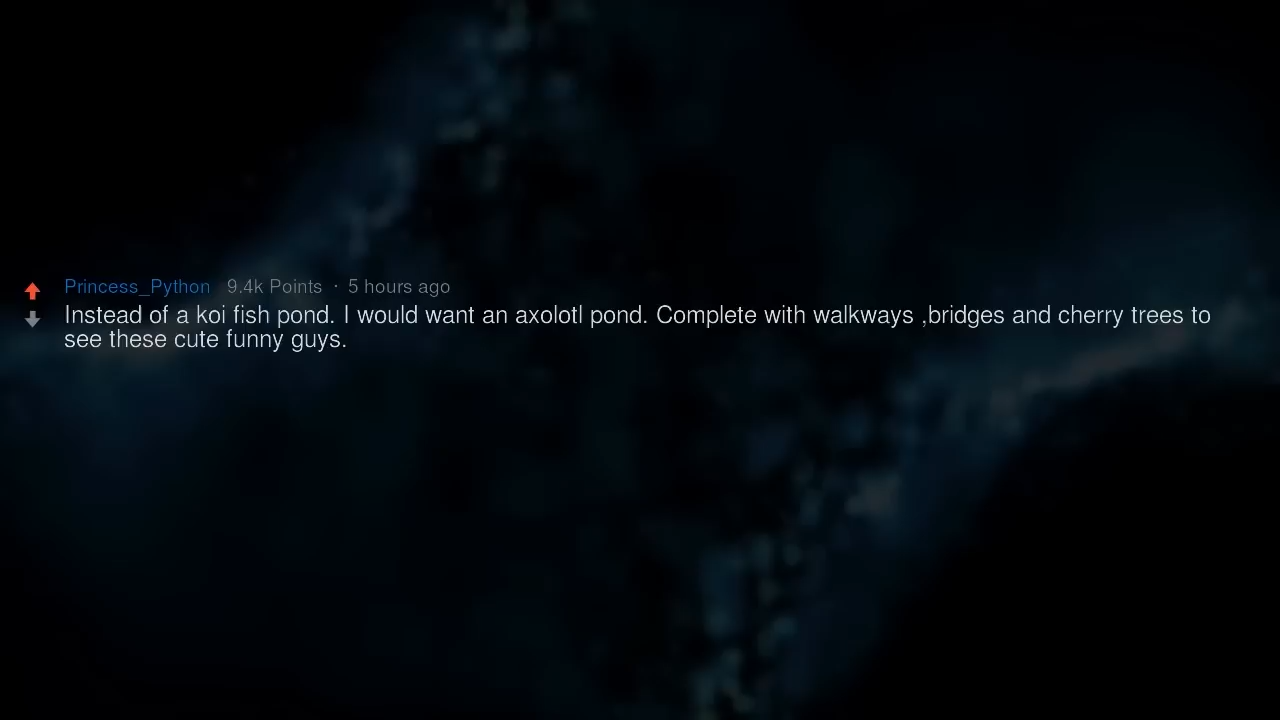 Princess_Python 9.4k Points · 5 hours ago
Instead of a koi fish pond. I would want an axolotl pond. Complete with walkways ,bridges and cherry trees to
see these cute funny guys.